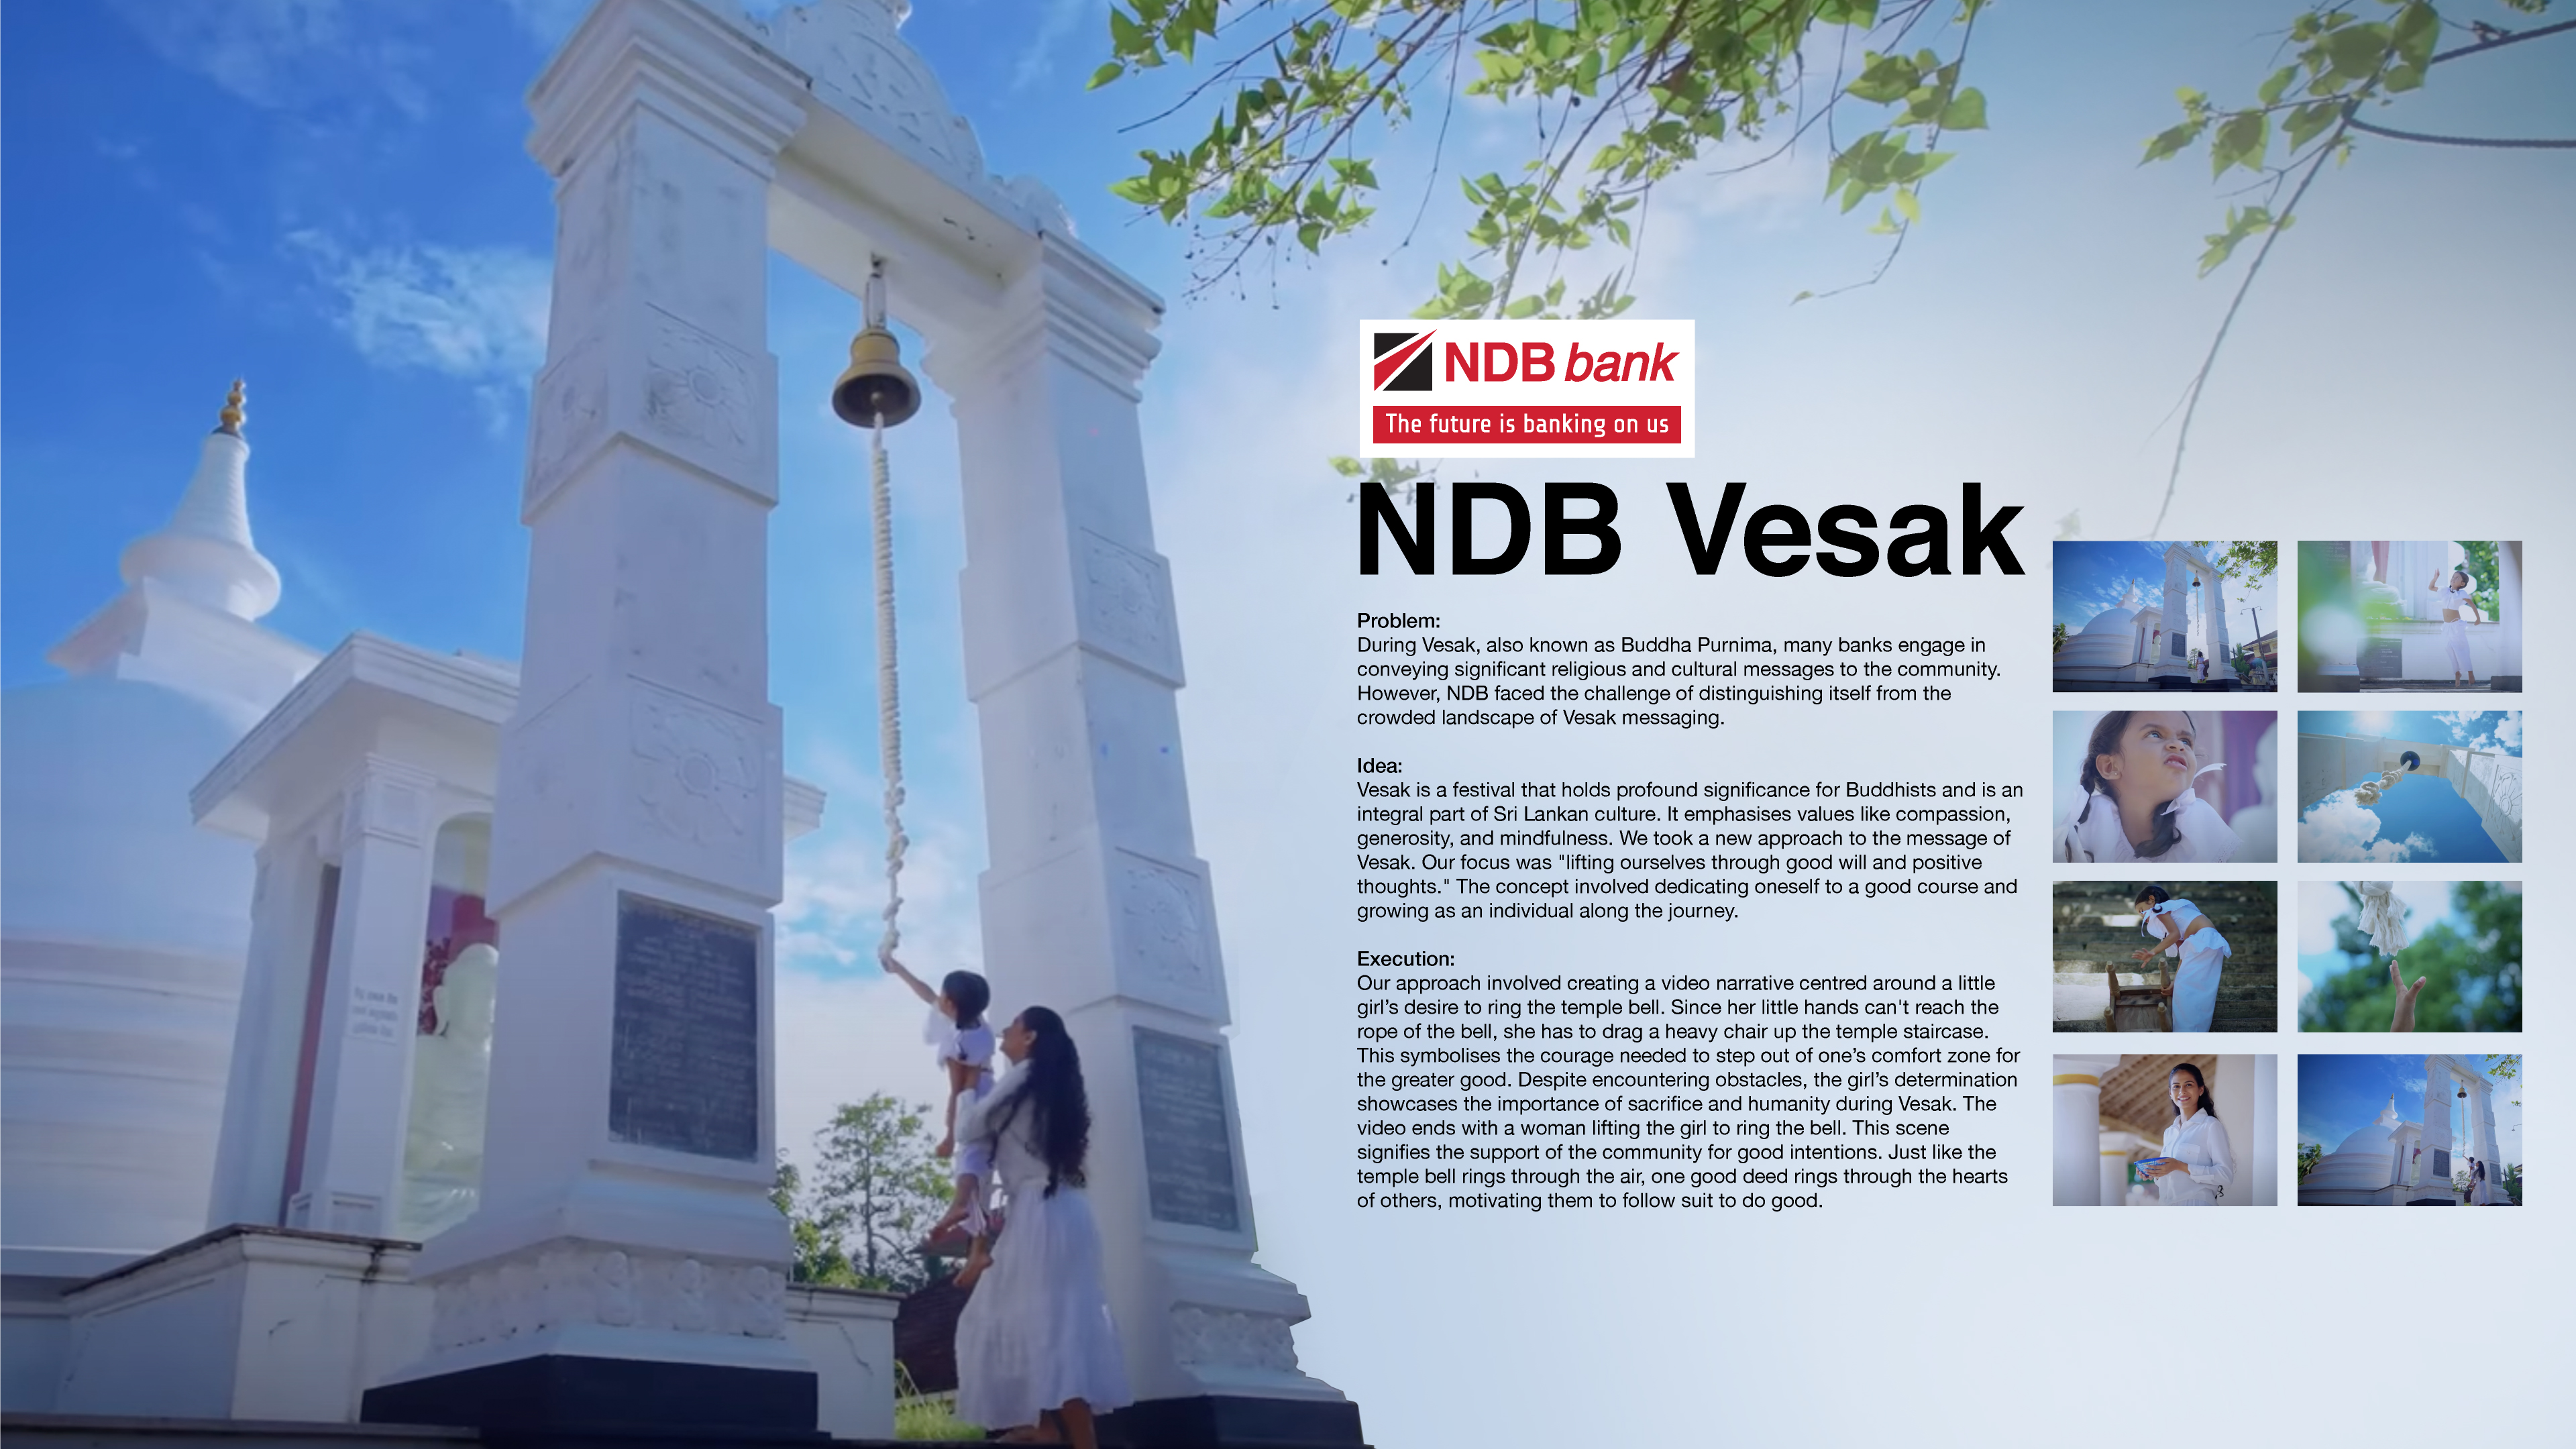 NDB bank
The future is banking on us
NDB Vesak
Problem:
During Vesak, also known as Buddha Purnima, many banks engage in
conveying significant religious and cultural messages to the community.
However, NDB faced the challenge of distinguishing itself from the
crowded landscape of Vesak messaging.
Idea:
Vesak is a festival that holds profound significance for Buddhists and is an
integral part of Sri Lankan culture. It emphasises values like compassion,
generosity, and mindfulness. We took a new approach to the message of
Vesak. Our focus was "lifting ourselves through good will and positive
thoughts." The concept involved dedicating oneself to a good course and
growing as an individual along the journey.
Execution:
Our approach involved creating a video narrative centred around a little
girl’s desire to ring the temple bell. Since her little hands can't reach the
rope of the bell, she has to drag a heavy chair up the temple staircase.
This symbolises the courage needed to step out of one’s comfort zone for
the greater good. Despite encountering obstacles, the girl’s determination
showcases the importance of sacrifice and humanity during Vesak. The
video ends with a woman lifting the girl to ring the bell. This scene
signifies the support of the community for good intentions. Just like the
temple bell rings through the air, one good deed rings through the hearts
of others, motivating them to follow suit to do good.